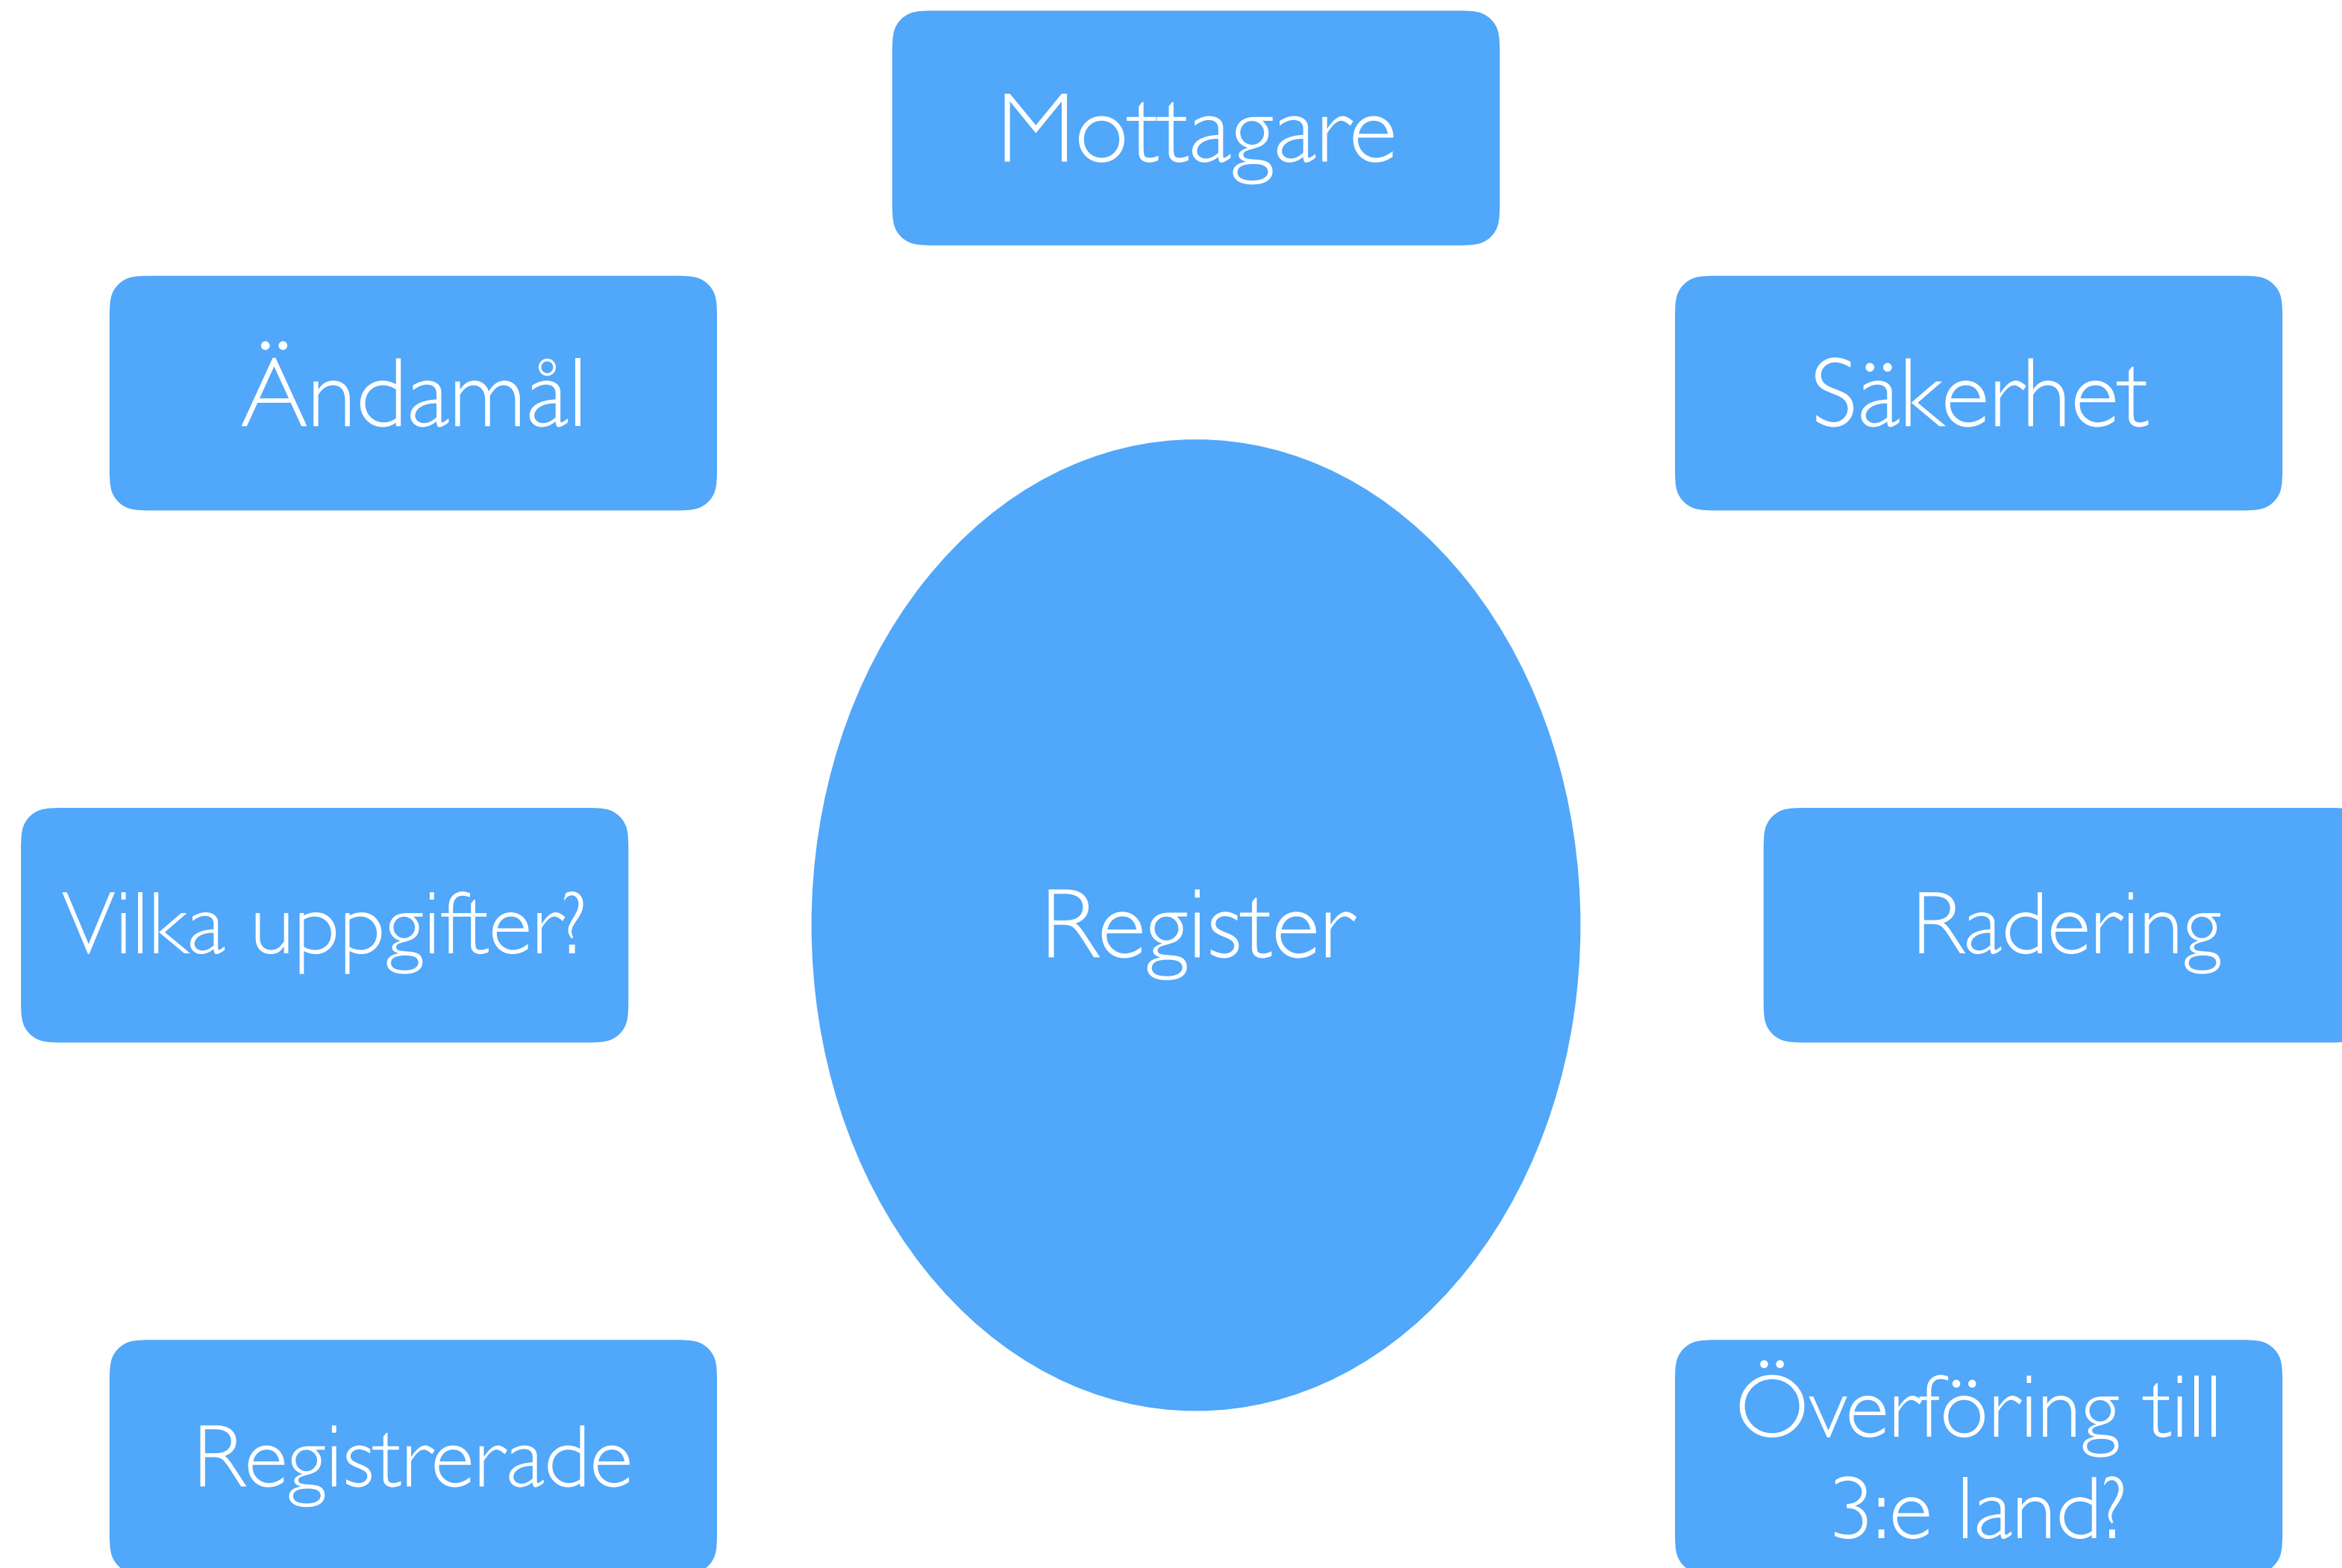 Mottagare
Ändamål
Säkerhet
Vilka uppgifter?
Register
Radering
Registrerade
Överföring till
3:e land?